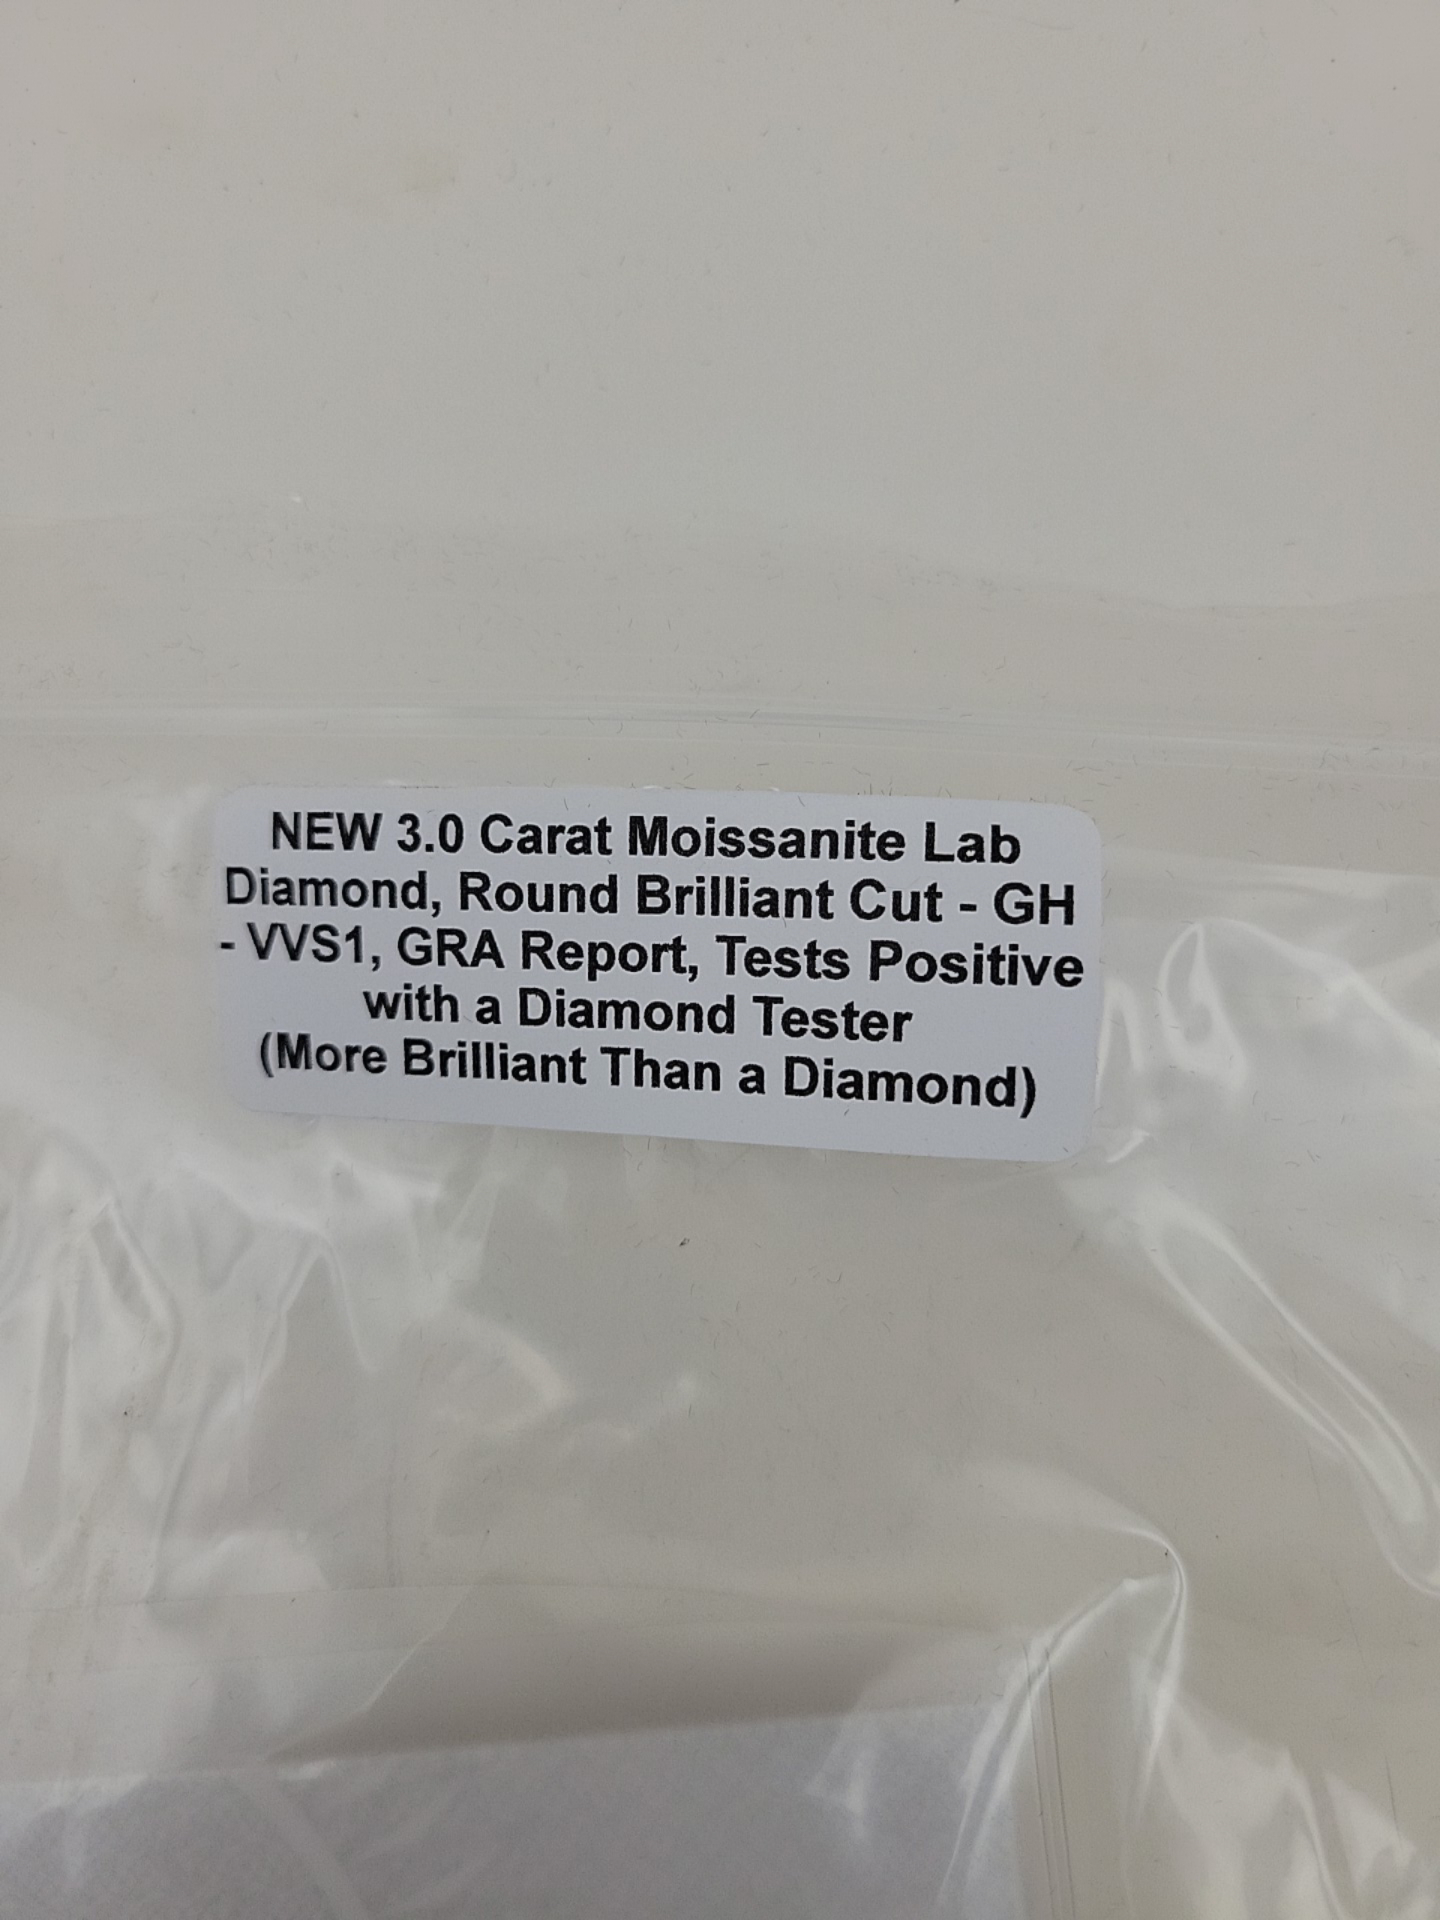 NEW 3.0 Carat Moissanite Lab
Diamond, Round Brilliant Cut - GH
- VVS1, GRA Report, Tests Positive
with a Diamond Tester
(More Brilliant Than a Diamond)